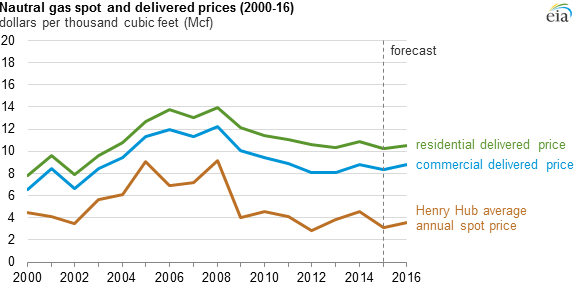 Nautral gas spot and delivered prices (2000-16)
dollars per thousand cubic feet (Mcf)
eia
20
18
16
14
12
10
8
6
4
2
0
forecast
residential delivered price
commercial delivered price
Henry Hub average
annual spot price
2000 2002 2004 2006 2008 2010 2012 2014 2016